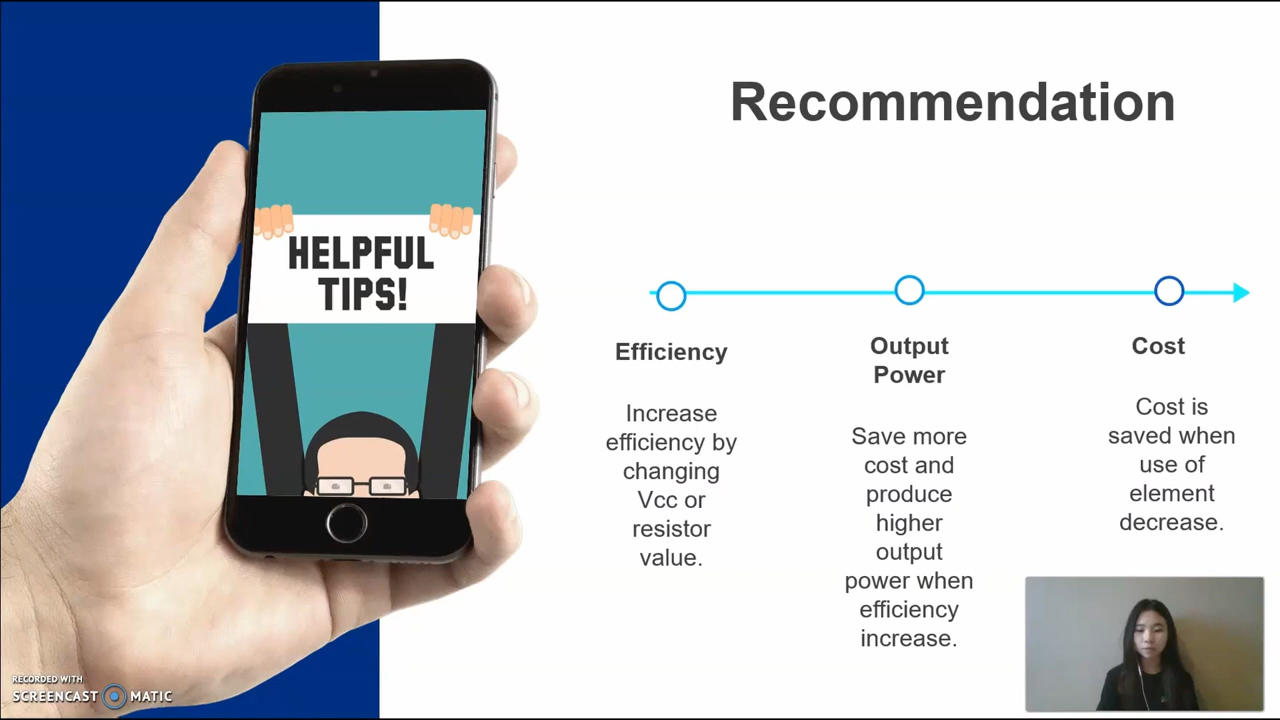 Recommendation
HELPFUL
TIPS!
Efficiency
Increase
efficiency by
changing
Vcc or
resistor
value.
Output
Power
Save more
cost and
produce
higher
output
power when
efficiency
increase.
Cost
Cost is
saved when
use of
element
decrease.
RECORDED WITH
SCREENCAST MATIC